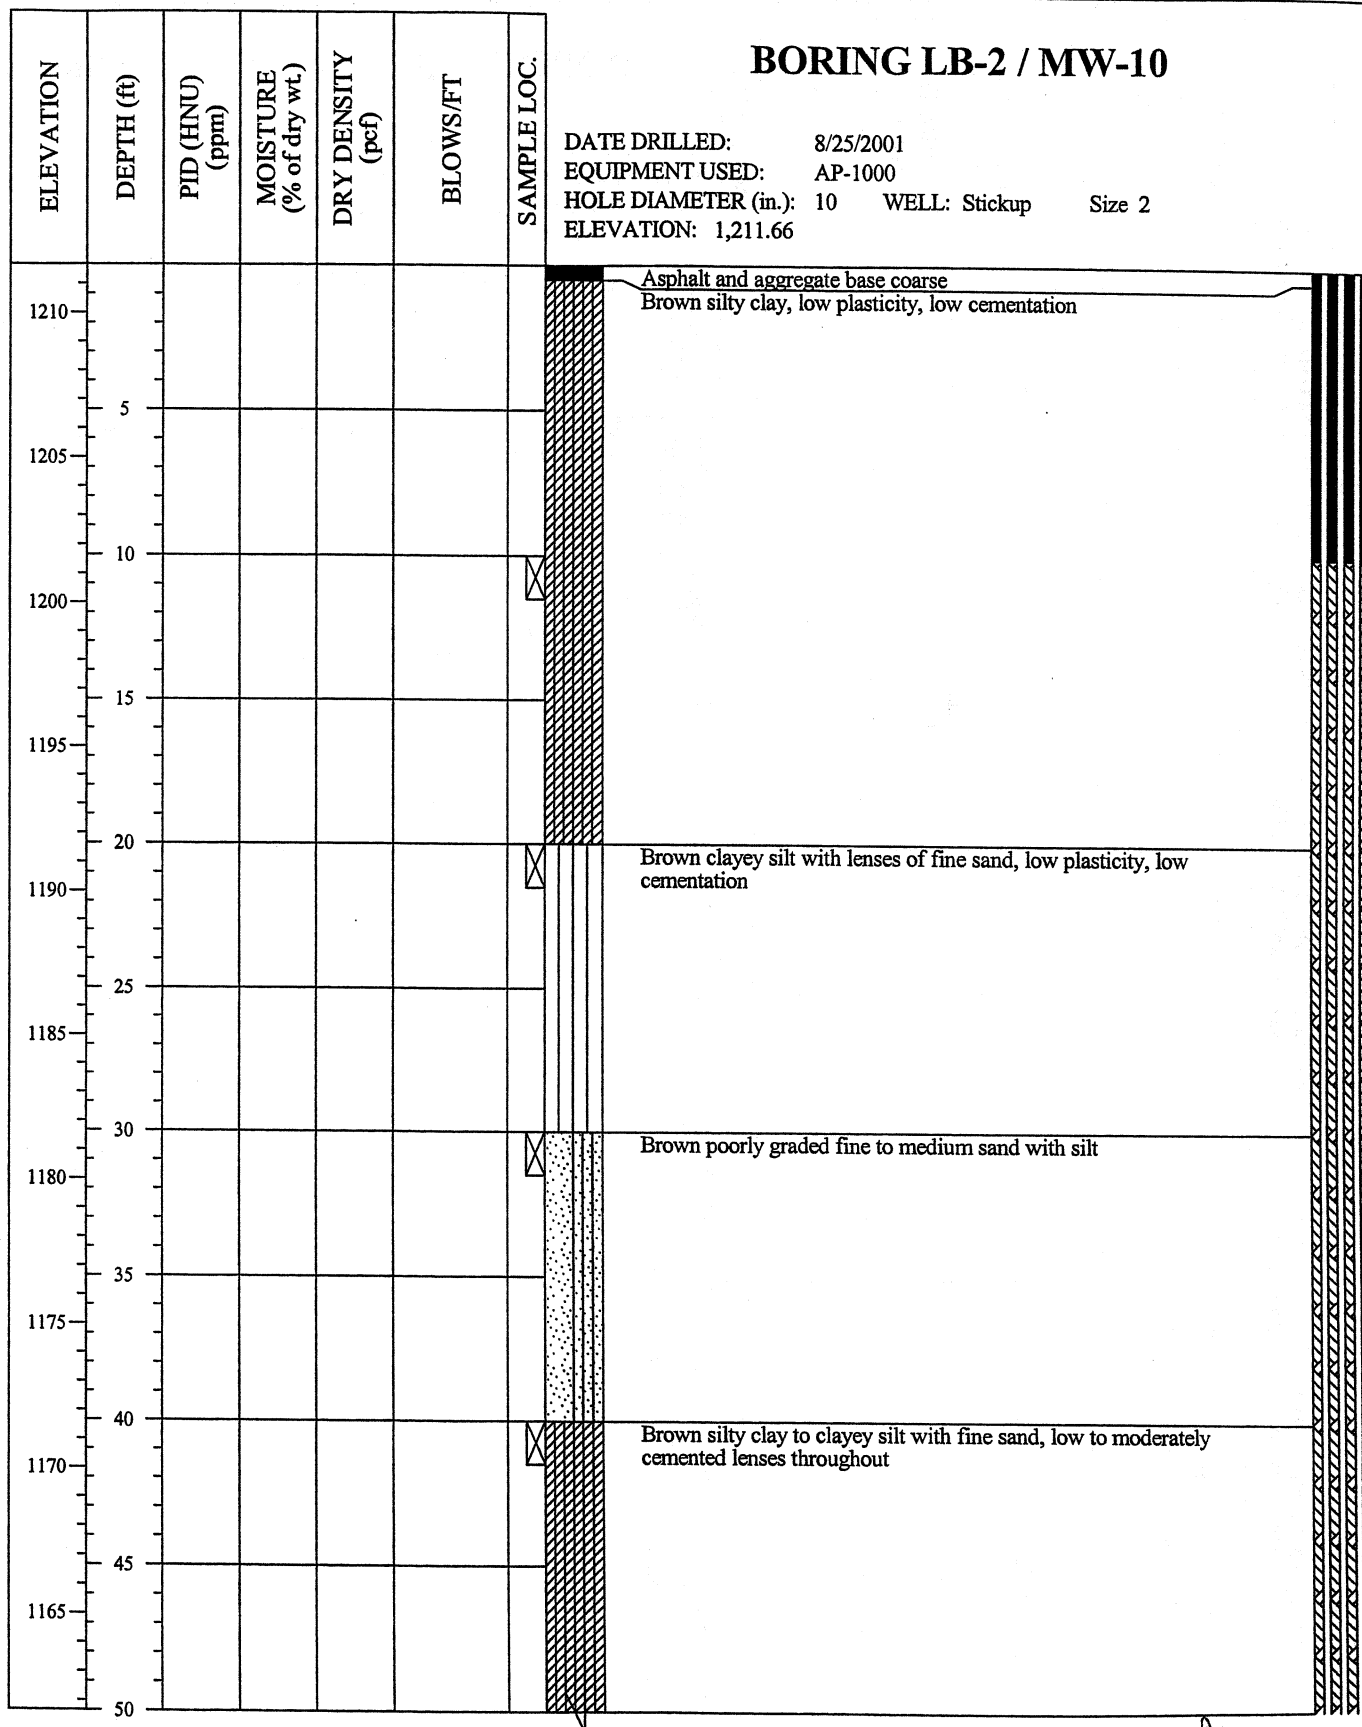 BORING LB-2 / MW-10
ELEVATION
DEPTH (ft)
PID (HNU)
(ppm)
MOISTURE
(% of dry wt.)
DRY DENSITY
(pcf)
BLOWS/FT
SAMPLE LOC.
DATE DRILLED: 8/25/2001
EQUIPMENT USED: AP-1000
HOLE DIAMETER (in.): 10 WELL: Stickup Size 2
ELEVATION: 1,211.66
Asphalt and aggregate base coarse
Brown silty clay, low plasticity, low cementation
1210
5
1205
10
1200
15
1195
20
Brown clayey silt with lenses of fine sand, low plasticity, low
cementation
1190
25
1185
30
Brown poorly graded fine to medium sand with silt
1180
35
1175
40
Brown silty clay to clayey silt with fine sand, low to moderately
cemented lenses throughout
1170
45
1165
50